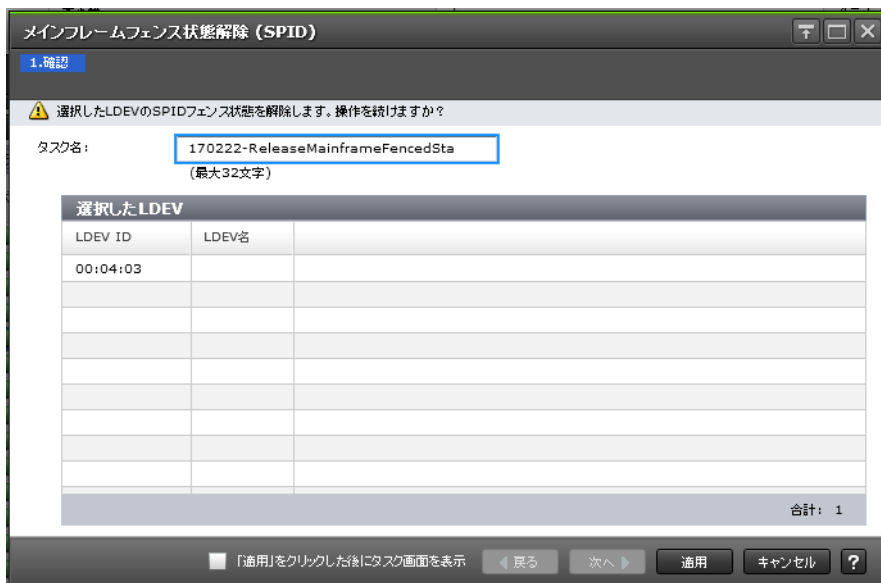 メインフレームフェンス状態解除 (SPID)
1.確認
選択したLDEVのSPIDフェンス状態を解除します。操作を続けますか？
タスク名: 170222-ReleaseMainframeFencedSta
(最大32文字)
選択したLDEV
LDEV ID LDEV名
00:04:03
合計: 1
「適用」をクリックした後にタスク画面を表示 戻る 次へ 適用 キャンセル ?